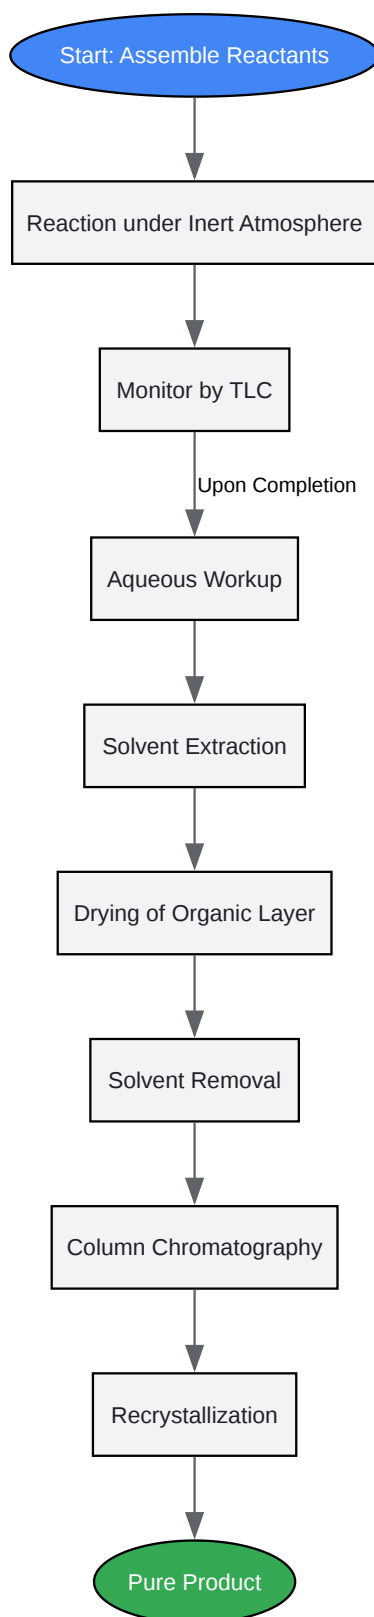 Start: Assemble Reactants
Reaction under Inert Atmosphere
Monitor by TLC
Upon Completion
Aqueous Workup
Solvent Extraction
Drying of Organic Layer
Solvent Removal
Column Chromatography
Recrystallization
Pure Product